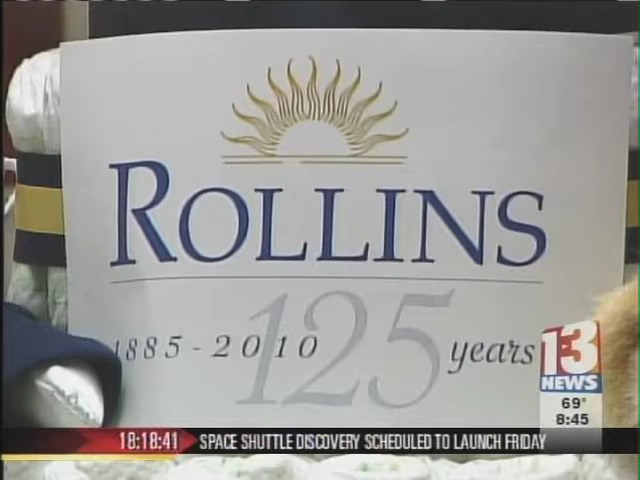 ROLLINS
1885-2010 125 years
13
NEWS
69°
8:45
18:18:41 SPACE SHUTTLE DISCOVERY SCHEDULED TO LAUNCH FRIDAY